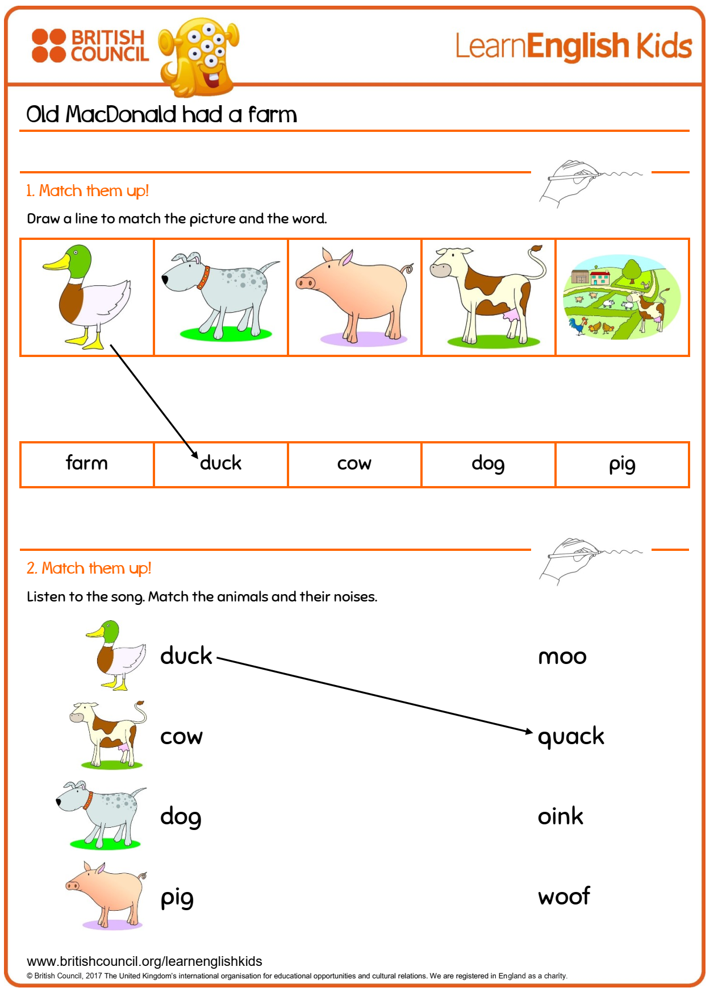 BRITISH
COUNCIL
LearnEnglish Kids
Old MacDonald had a farm
1. Match them up!
Draw a line to match the picture and the word.
farm duck cow dog pig
2. Match them up!
Listen to the song. Match the animals and their noises.
duck moo
cow quack
dog oink
pig woof
www.britishcouncil.org/learnenglishkids
© British Council, 2017 The United Kingdom's international organisation for educational opportunities and cultural relations. We are registered in England as a charity.